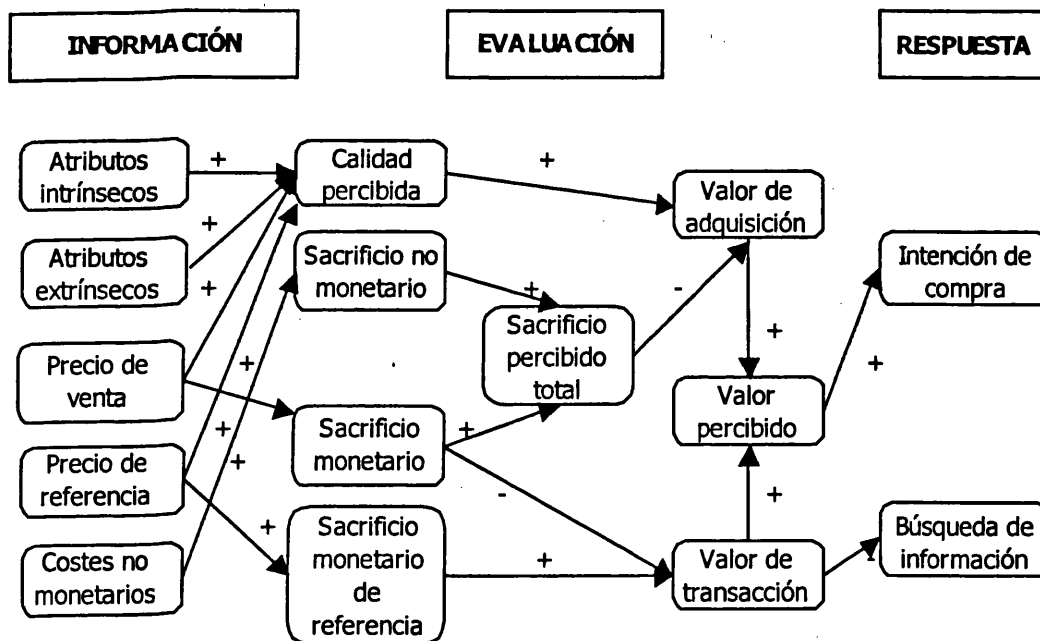 INFORMACIÓN
EVALUACIÓN
RESPUESTA
Atributos
intrínsecos
+
Calidad
percibida
+
Valor de
adquisición
Atributos
extrínsecos
+
+
Sacrificio no
monetario
+
-
Intención de
compra
Sacrificio
percibido
total
+
+
Precio de
venta
+
Valor
percibido
Sacrificio
monetario
+
+
+
Precio de
referencia
-
+
+
Sacrificio
monetario
de
referencia
+
Búsqueda de
información
Costes no
monetarios
Valor de
transacción